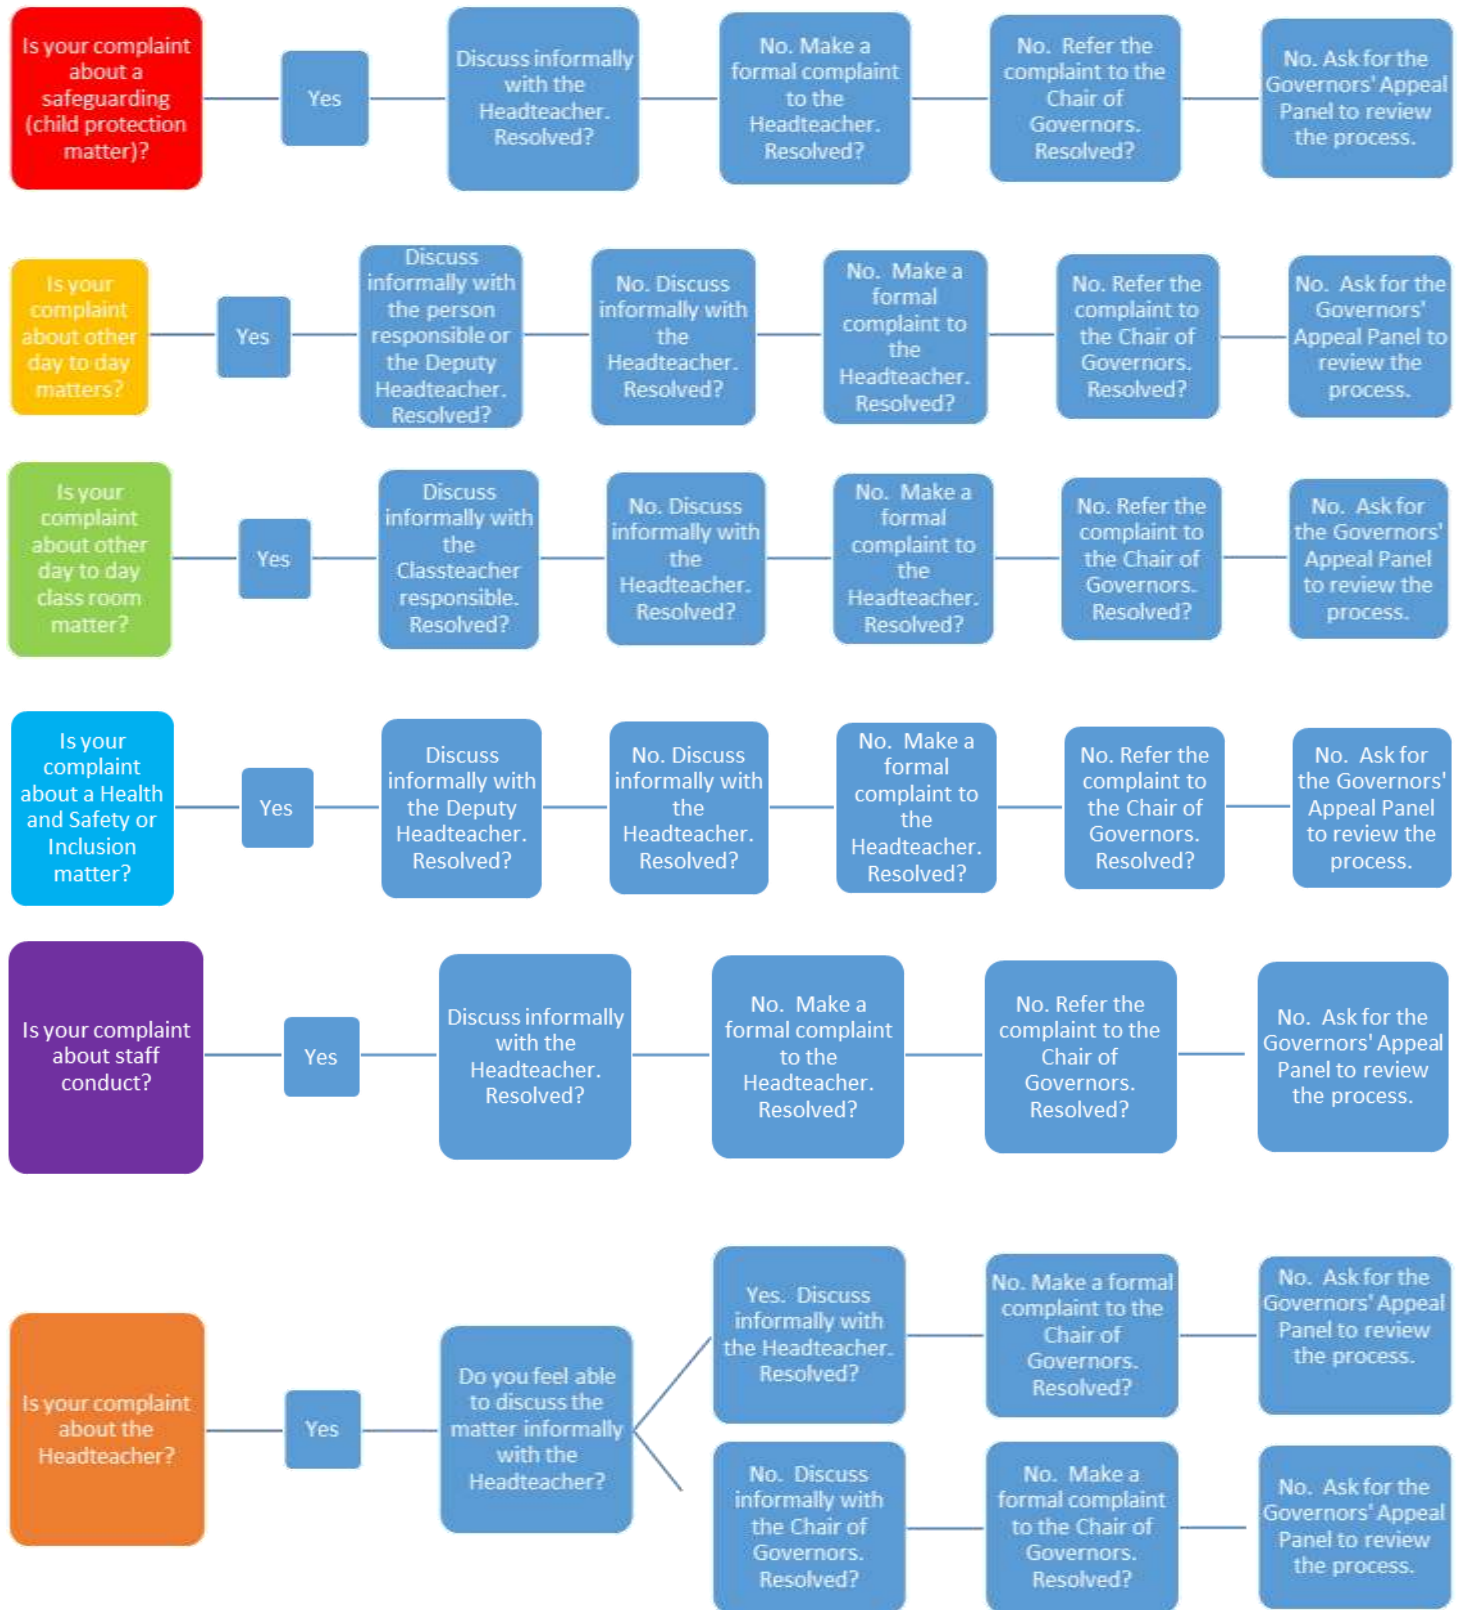 Is your complaint
about a
safeguarding
(child protection
matter)?
Yes
Discuss informally
with the
Headteacher.
Resolved?
No. Make a
formal complaint
to the
Headteacher.
Resolved?
No. Refer the
complaint to the
Chair of
Governors.
Resolved?
No. Ask for the
Governors' Appeal
Panel to review
the process.
Is your
complaint
about other
day to day
matters?
Yes
Discuss
informally with
the person
responsible or
the Deputy
Headteacher.
Resolved?
No. Discuss
informally with
the
Headteacher.
Resolved?
No. Make a
formal
complaint to
the
Headteacher.
Resolved?
No. Refer the
complaint to
the Chair of
Governors.
Resolved?
No. Ask for the
Governors'
Appeal Panel to
review the
process.
Is your
complaint
about other
day to day
class room
matter?
Yes
Discuss
informally with
the
Classteacher
responsible.
Resolved?
No. Discuss
informally with
the
Headteacher.
Resolved?
No. Make a
formal
complaint to
the
Headteacher.
Resolved?
No. Refer the
complaint to
the Chair of
Governors.
Resolved?
No. Ask for
the Governors'
Appeal Panel
to review the
process.
Is your
complaint
about a Health
and Safety or
Inclusion
matter?
Yes
Discuss
informally with
the Deputy
Headteacher.
Resolved?
No. Discuss
informally with
the
Headteacher.
Resolved?
No. Make a
formal
complaint to
the
Headteacher.
Resolved?
No. Refer the
complaint to
the Chair of
Governors.
Resolved?
No. Ask for
the Governors'
Appeal Panel
to review the
process.
Is your complaint
about staff
conduct?
Yes
Discuss informally
with the
Headteacher.
Resolved?
No. Make a
formal complaint
to the
Headteacher.
Resolved?
No. Refer the
complaint to the
Chair of
Governors.
Resolved?
No. Ask for the
Governors' Appeal
Panel to review
the process.
Is your complaint
about the
Headteacher?
Yes
Do you feel able
to discuss the
matter informally
with the
Headteacher?
Yes. Discuss
informally with
the Headteacher.
Resolved?
No. Make a formal
complaint to the
Chair of
Governors.
Resolved?
No. Ask for the
Governors' Appeal
Panel to review
the process.
No. Discuss
informally with
the Chair of
Governors.
Resolved?
No. Make a
formal complaint
to the Chair of
Governors.
Resolved?
No. Ask for the
Governors' Appeal
Panel to review
the process.